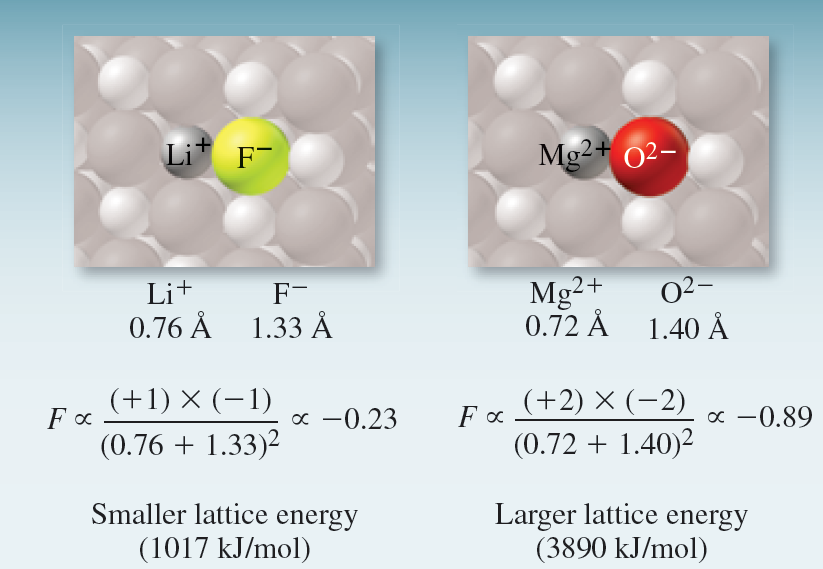 Li⁺ F⁻
Mg²⁺ O²⁻
Li⁺ F⁻
0.76 Å 1.33 Å
F ∝ (+1) × (−1) / (0.76 + 1.33)² ∝ −0.23
Smaller lattice energy
(1017 kJ/mol)
Mg²⁺ O²⁻
0.72 Å 1.40 Å
F ∝ (+2) × (−2) / (0.72 + 1.40)² ∝ −0.89
Larger lattice energy
(3890 kJ/mol)